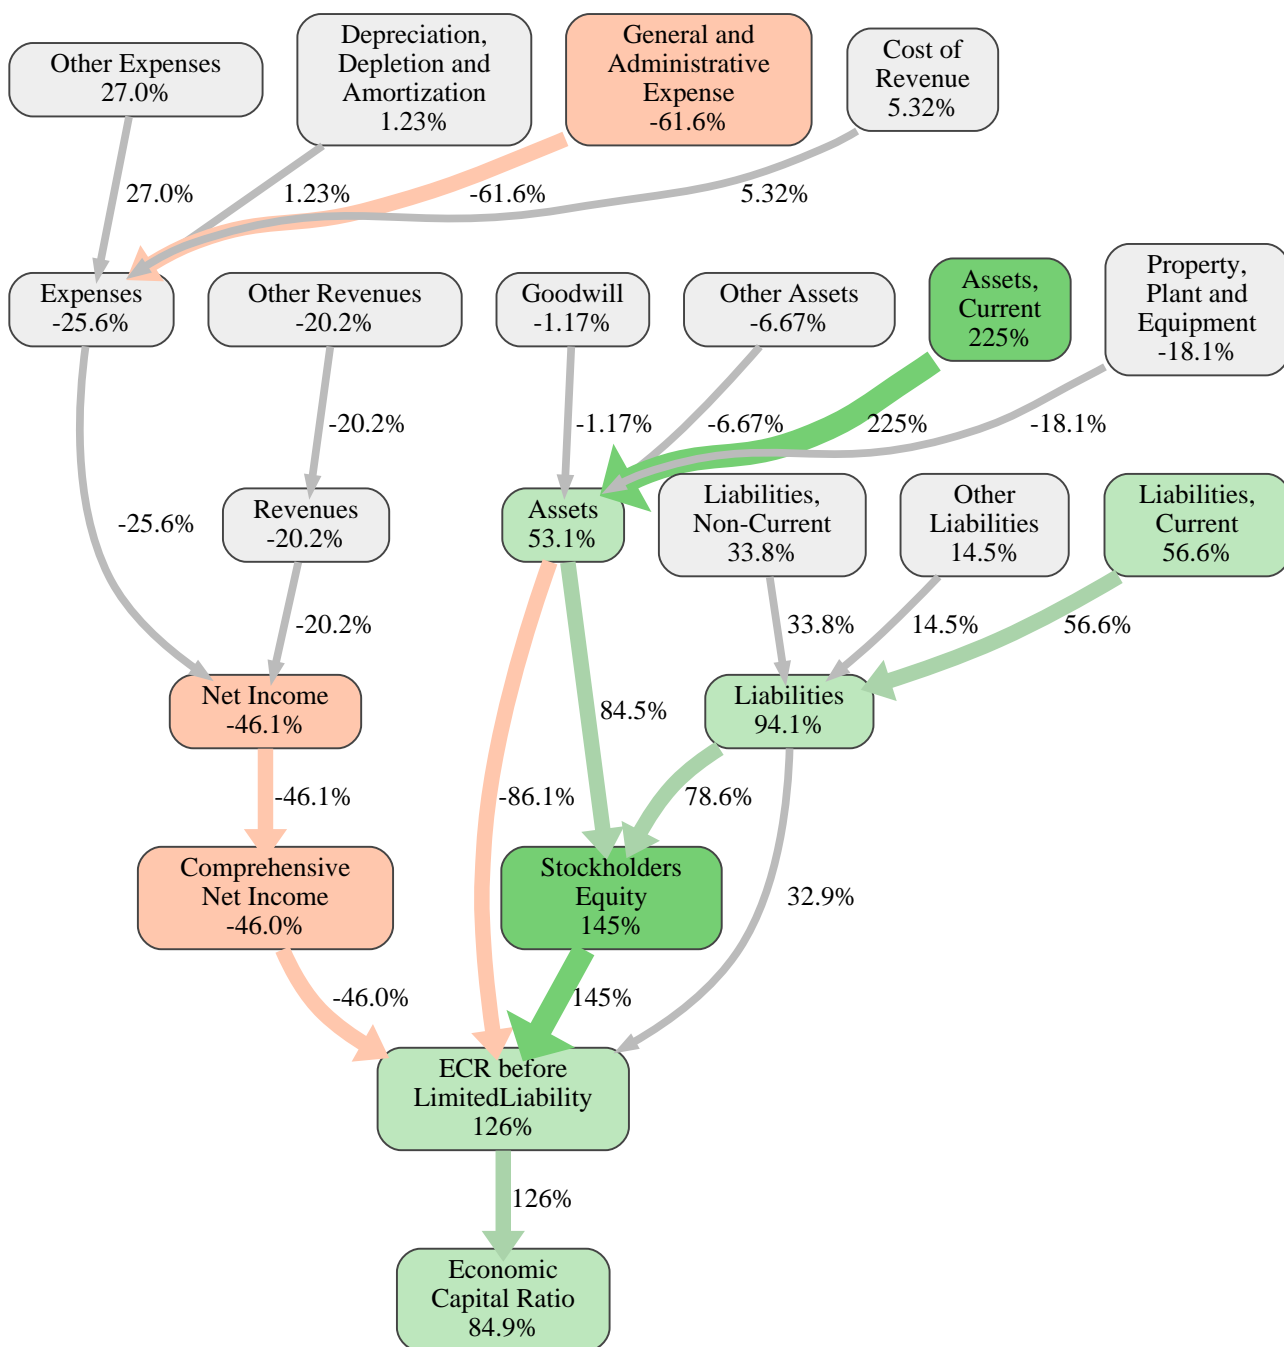 Other Expenses
27.0%
Depreciation,
Depletion and
Amortization
1.23%
General and
Administrative
Expense
-61.6%
Cost of
Revenue
5.32%
27.0%
1.23%
-61.6%
5.32%
Expenses
-25.6%
Other Revenues
-20.2%
Goodwill
-1.17%
Other Assets
-6.67%
Assets,
Current
225%
Property,
Plant and
Equipment
-18.1%
-20.2%
-1.17%
-6.67%
225%
-18.1%
-25.6%
Revenues
-20.2%
Assets
53.1%
Liabilities,
Non-Current
33.8%
Other
Liabilities
14.5%
Liabilities,
Current
56.6%
-20.2%
33.8%
14.5%
56.6%
Net Income
-46.1%
84.5%
Liabilities
94.1%
-46.1%
-86.1%
78.6%
Comprehensive
Net Income
-46.0%
Stockholders
Equity
145%
32.9%
-46.0%
145%
ECR before
LimitedLiability
126%
126%
Economic
Capital Ratio
84.9%